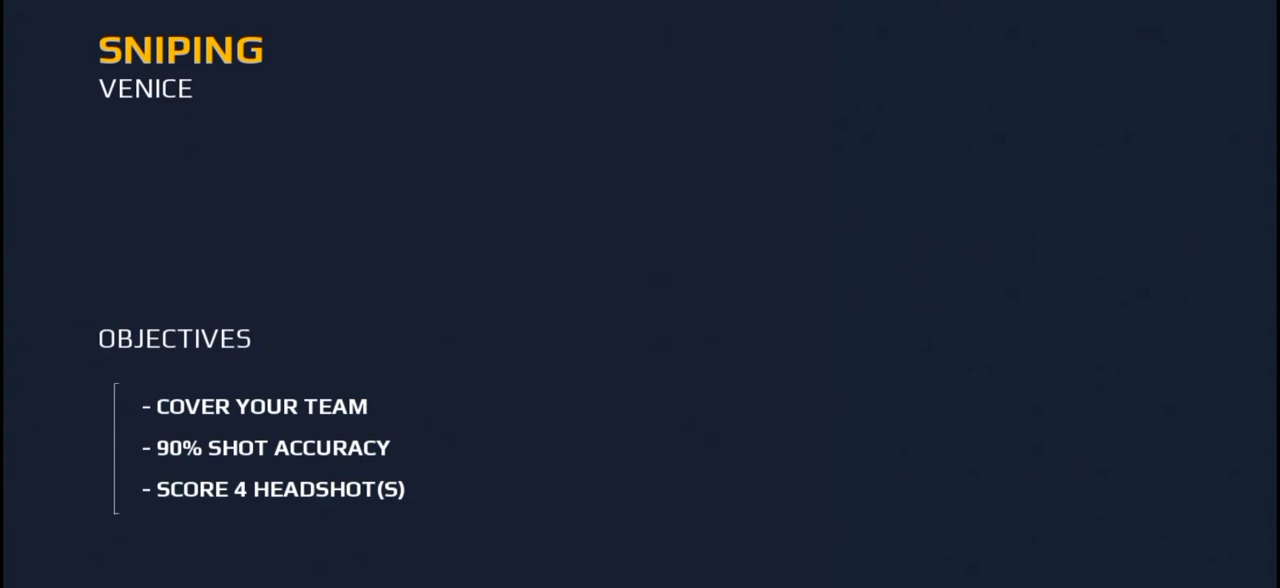 SNIPING
VENICE
OBJECTIVES
- COVER YOUR TEAM
- 90% SHOT ACCURACY
- SCORE 4 HEADSHOT(S)